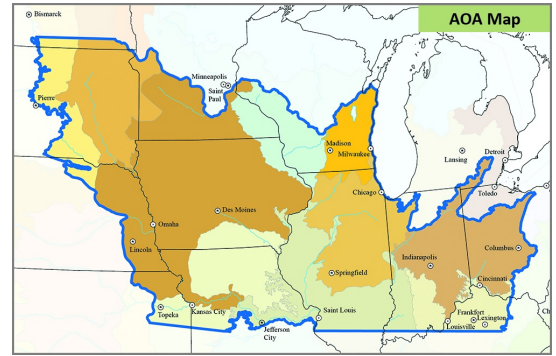 AOA Map
Bismarck
Minneapolis
Saint
Paul
Pierre
Madison
Milwaukee
Lansing
Detroit
Chicago
Toledo
Des Moines
Omaha
Lincoln
Columbus
Indianapolis
Springfield
Cincinnati
Topeka
Kansas City
Saint Louis
Jefferson
City
Frankfort
Lexington
Louisville